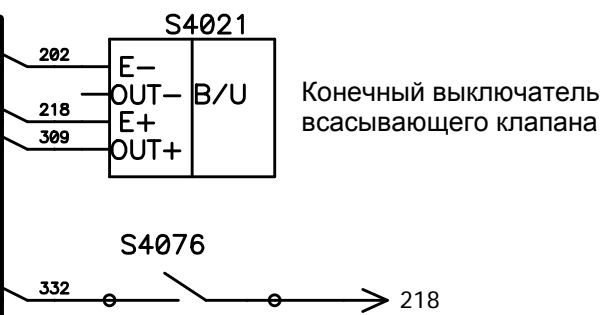 S4021
202
E−
OUT− B/U
218
E+
309
OUT+
Конечный выключатель
всасывающего клапана
S4076
332
218